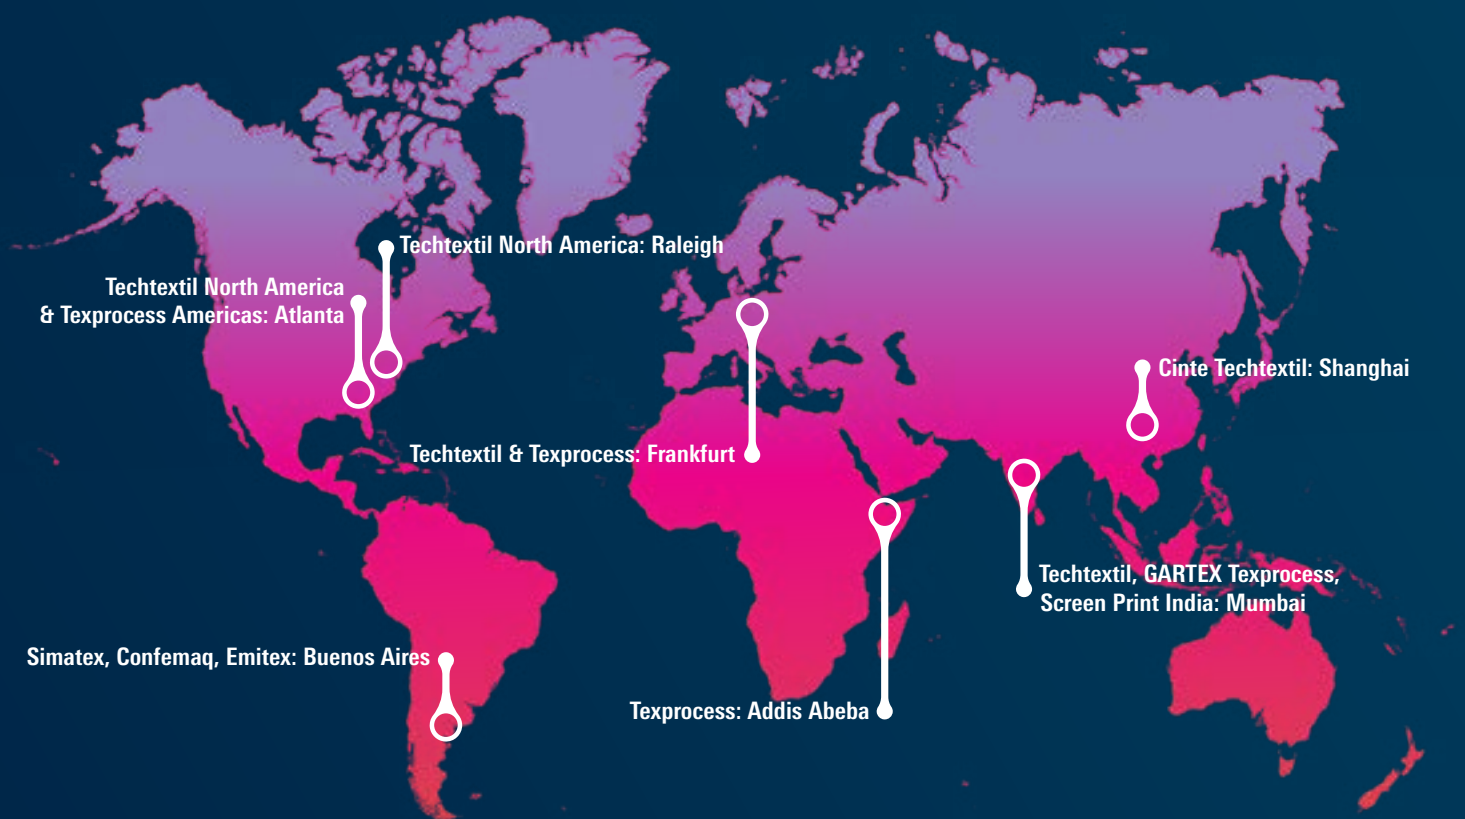 Techtextil North America: Raleigh
Techtextil North America
& Texprocess Americas: Atlanta
Cinte Techtextil: Shanghai
Techtextil & Texprocess: Frankfurt
Techtextil, GARTEX Texprocess,
Screen Print India: Mumbai
Simatex, Confemaq, Emitex: Buenos Aires
Texprocess: Addis Abeba